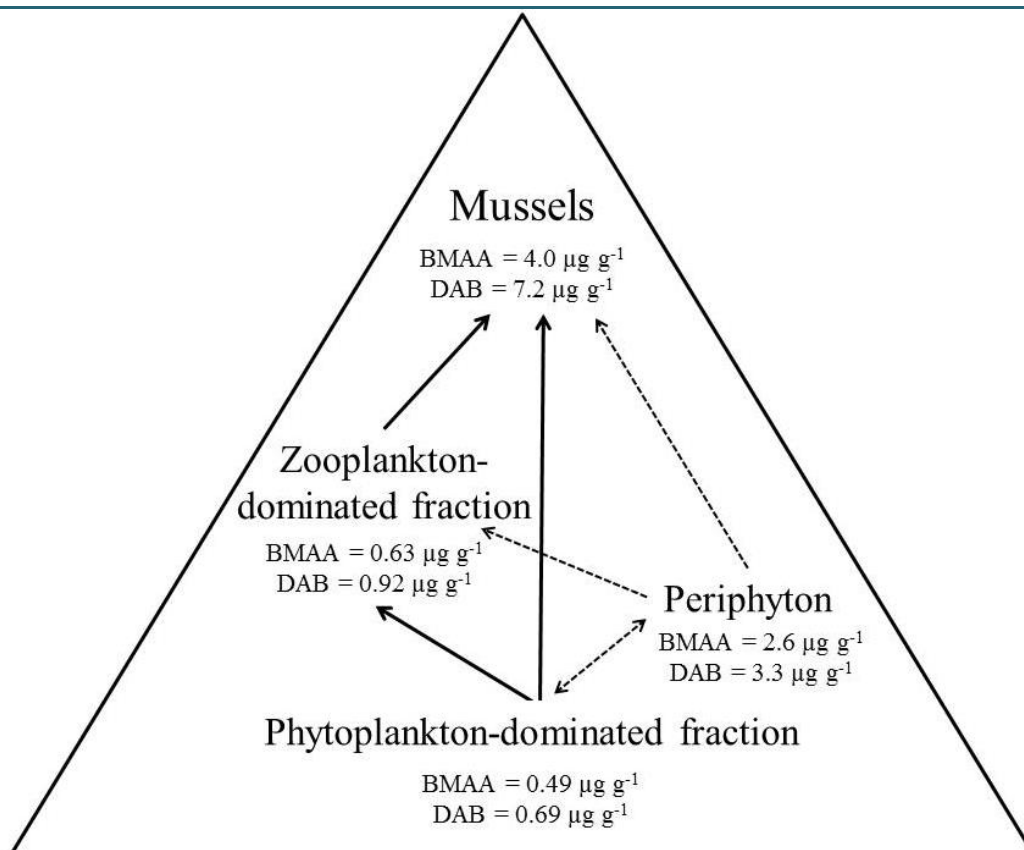 Mussels
BMAA = 4.0 µg g⁻¹
DAB = 7.2 µg g⁻¹
Zooplankton-
dominated fraction
BMAA = 0.63 µg g⁻¹
DAB = 0.92 µg g⁻¹
Periphyton
BMAA = 2.6 µg g⁻¹
DAB = 3.3 µg g⁻¹
Phytoplankton-dominated fraction
BMAA = 0.49 µg g⁻¹
DAB = 0.69 µg g⁻¹